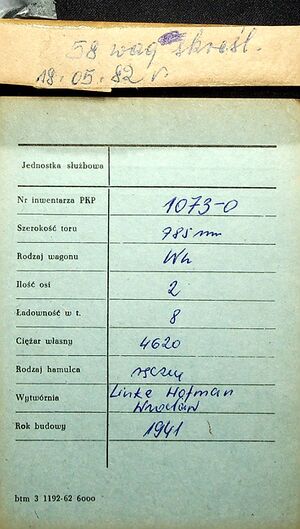 58 wag skreśl.
18.05.82 r.
Jednostka służbowa
Nr inwentarza PKP 1073-0
Szerokość toru 785 mm
Rodzaj wagonu Wh
Ilość osi 2
Ładowność w t. 8
Ciężar własny 4620
Rodzaj hamulca ręczny
Wytwórnia Linke Hofman
Wrocław
Rok budowy 1941
btm 3 1192-62 6000